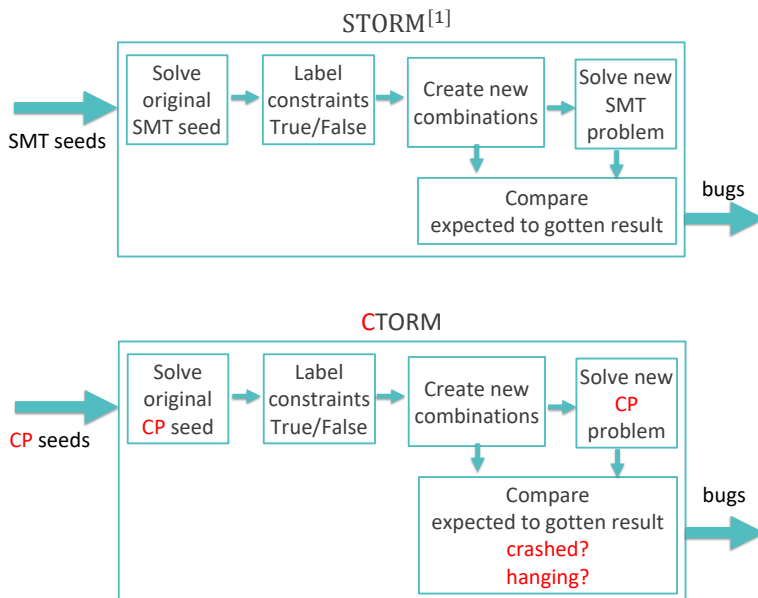 STORM[1]
SMT seeds
Solve
original
SMT seed
Label
constraints
True/False
Create new
combinations
Solve new
SMT
problem
Compare
expected to gotten result
bugs
CTORM
CP seeds
Solve
original
CP seed
Label
constraints
True/False
Create new
combinations
Solve new
CP
problem
Compare
expected to gotten result
crashed?
hanging?
bugs